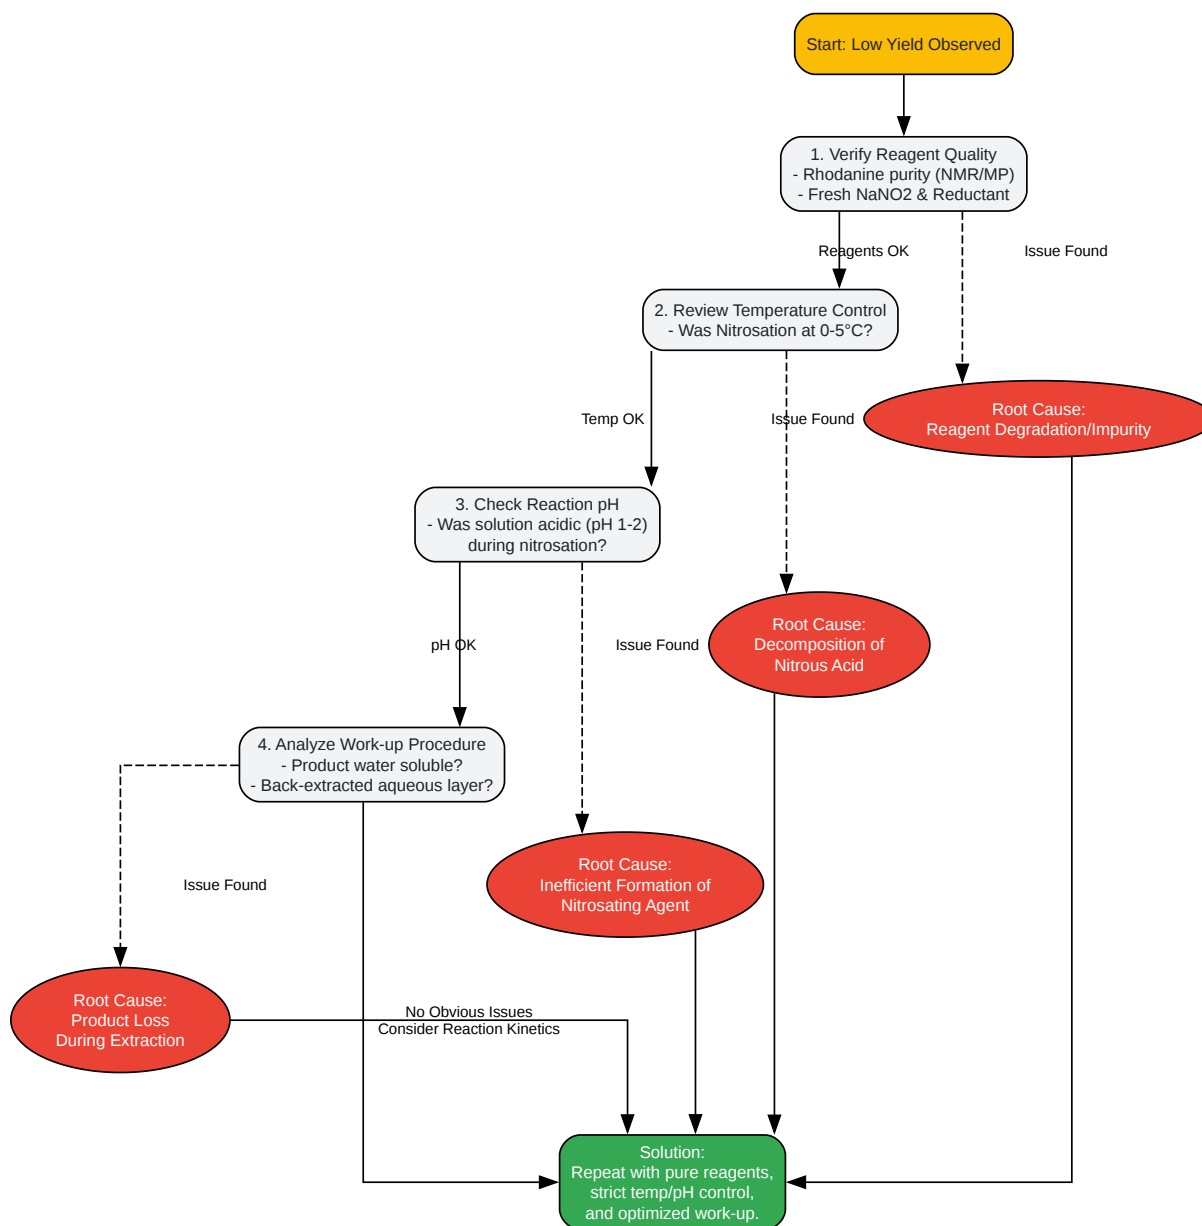 Start: Low Yield Observed
1. Verify Reagent Quality
- Rhodanine purity (NMR/MP)
- Fresh NaNO2 & Reductant
Reagents OK
Issue Found
2. Review Temperature Control
- Was Nitrosation at 0-5°C?
Temp OK
Issue Found
Root Cause:
Reagent Degradation/Impurity
3. Check Reaction pH
- Was solution acidic (pH 1-2)
during nitrosation?
pH OK
Issue Found
Root Cause:
Decomposition of
Nitrous Acid
4. Analyze Work-up Procedure
- Product water soluble?
- Back-extracted aqueous layer?
Issue Found
Root Cause:
Inefficient Formation of
Nitrosating Agent
Root Cause:
Product Loss
During Extraction
No Obvious Issues
Consider Reaction Kinetics
Solution:
Repeat with pure reagents,
strict temp/pH control,
and optimized work-up.